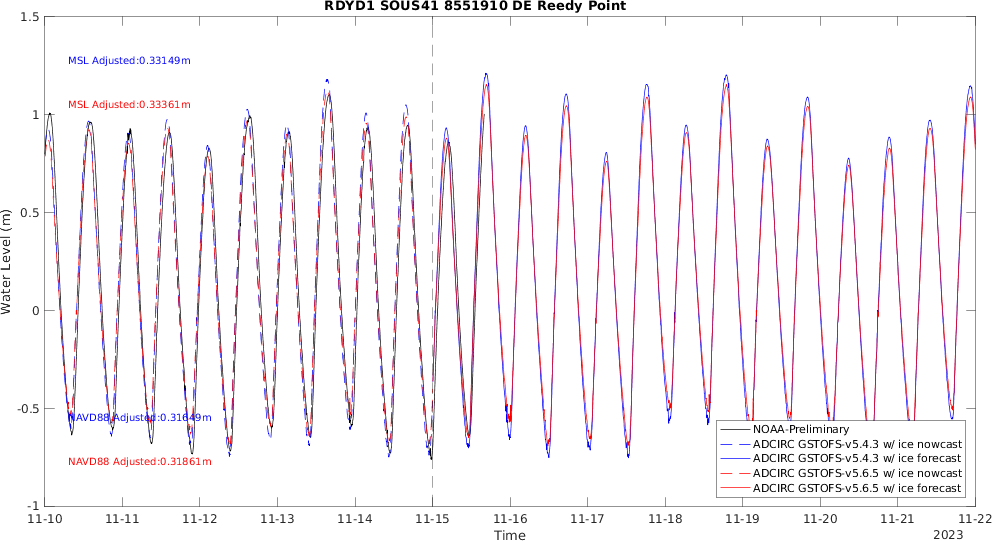 RDYD1 SOUS41 8551910 DE Reedy Point
1.5
1
0.5
0
-0.5
-1
Water Level (m)
MSL Adjusted:0.33149m
MSL Adjusted:0.33361m
NAVD88 Adjusted:0.31649m
NAVD88 Adjusted:0.31861m
NOAA-Preliminary
ADCIRC GSTOFS-v5.4.3 w/ ice nowcast
ADCIRC GSTOFS-v5.4.3 w/ ice forecast
ADCIRC GSTOFS-v5.6.5 w/ ice nowcast
ADCIRC GSTOFS-v5.6.5 w/ ice forecast
11-10 11-11 11-12 11-13 11-14 11-15 11-16 11-17 11-18 11-19 11-20 11-21 11-22
Time
2023